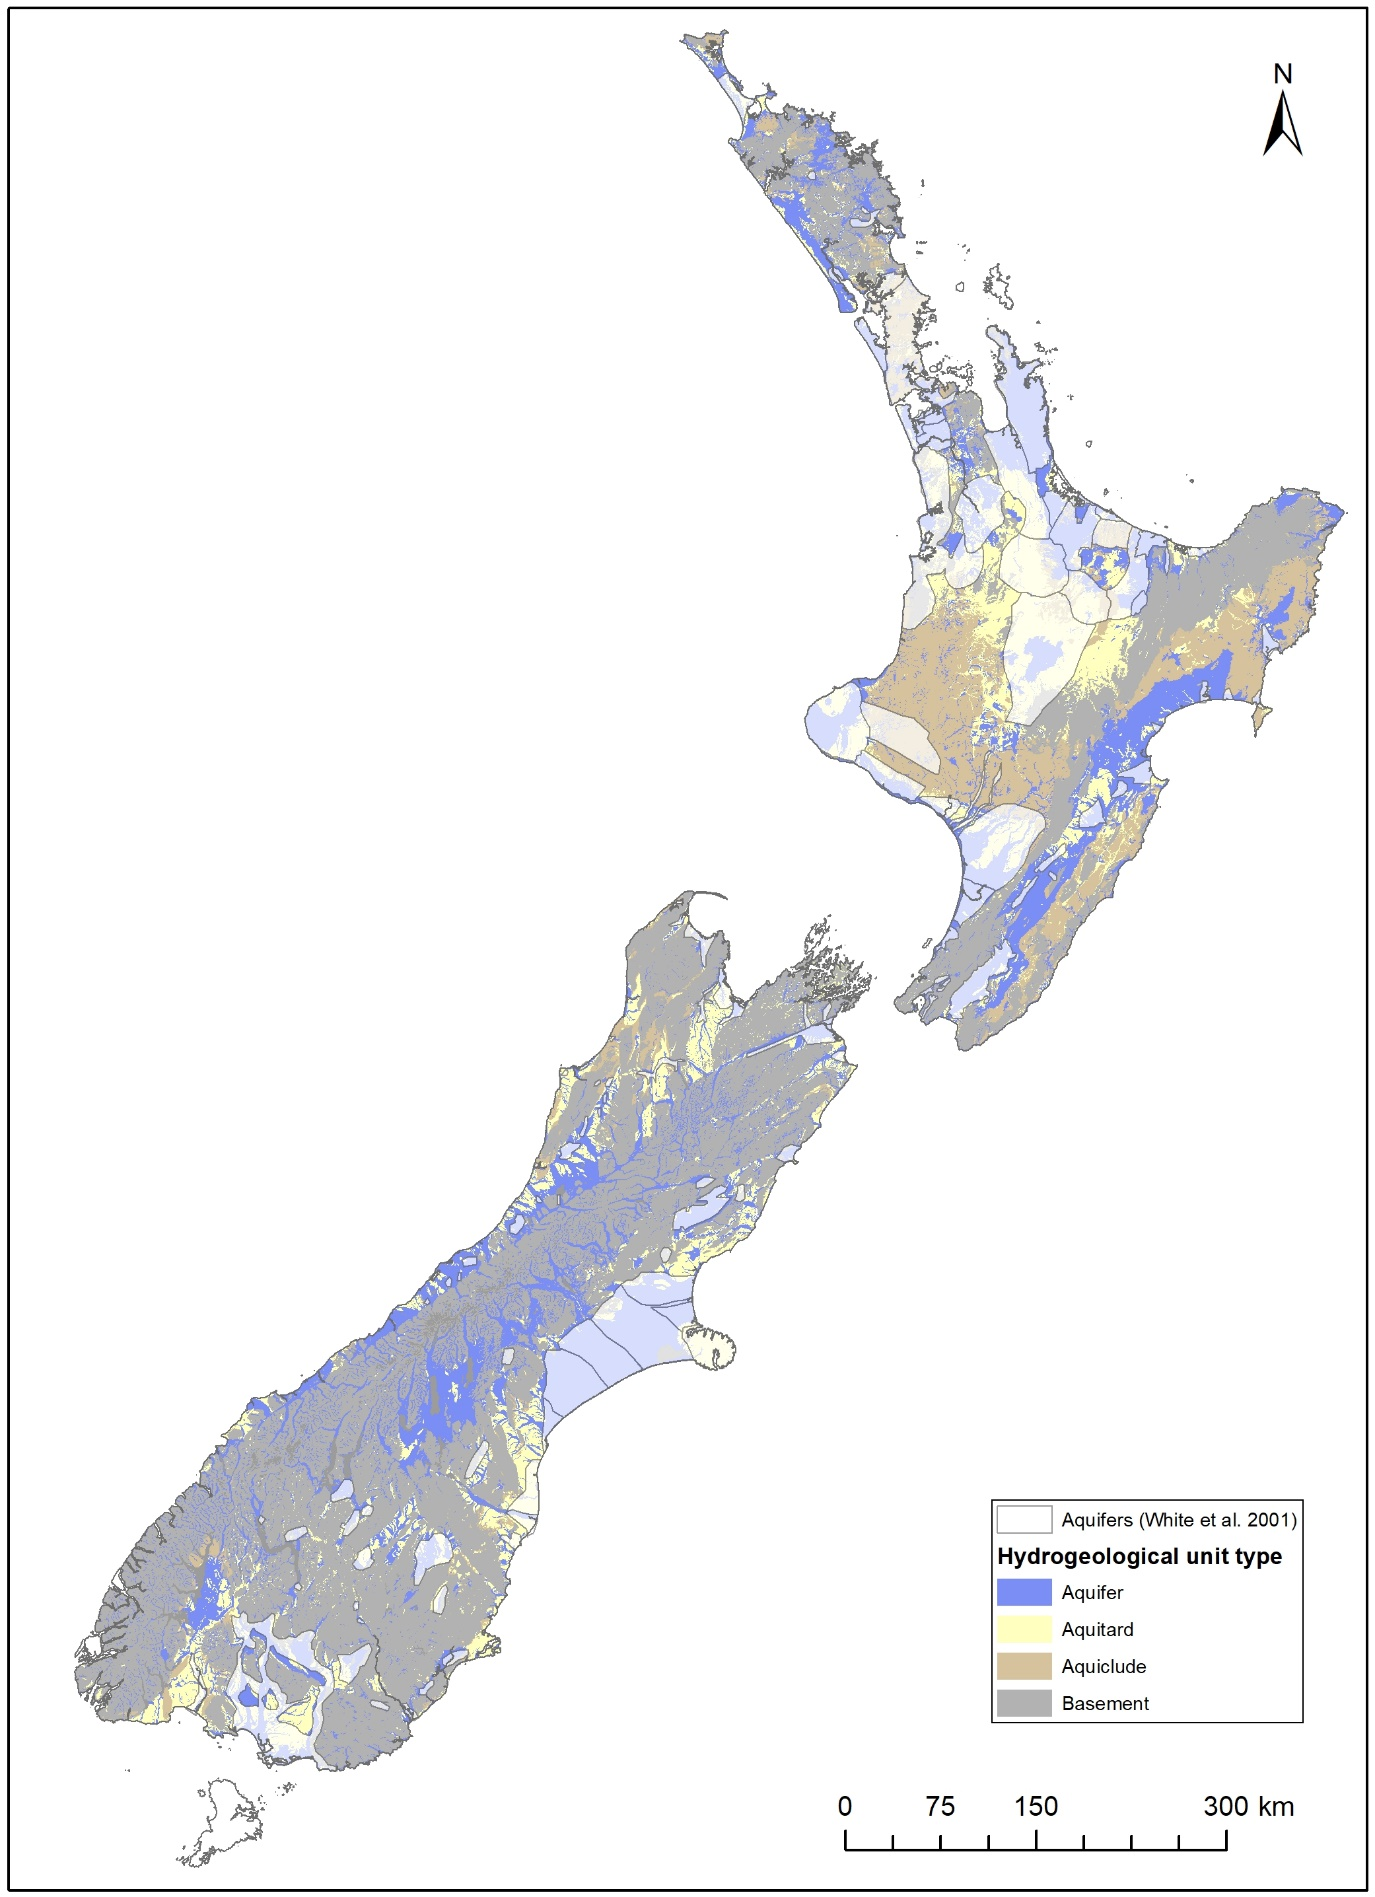 N
Aquifers (White et al. 2001)
Hydrogeological unit type
Aquifer
Aquitard
Aquiclude
Basement
0 75 150 300 km